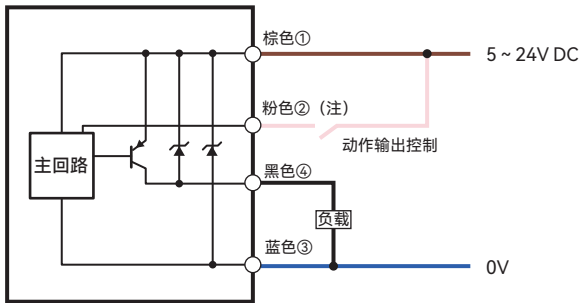 棕色①
5 ~ 24V DC
粉色②（注）
动作输出控制
主回路
黑色④
负载
蓝色③
0V